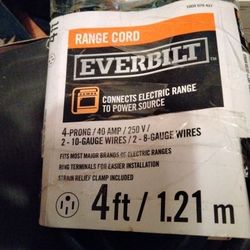 RANGE CORD
EVERBILT
CONNECTS ELECTRIC RANGE
TO POWER SOURCE
4-PRONG / 40 AMP / 250 V /
2 - 10-GAUGE WIRES / 2 - 8-GAUGE WIRES
FITS MOST MAJOR BRANDS OF ELECTRIC RANGES
RING TERMINALS FOR EASIER INSTALLATION
STRAIN RELIEF CLAMP INCLUDED
4ft / 1.21 m